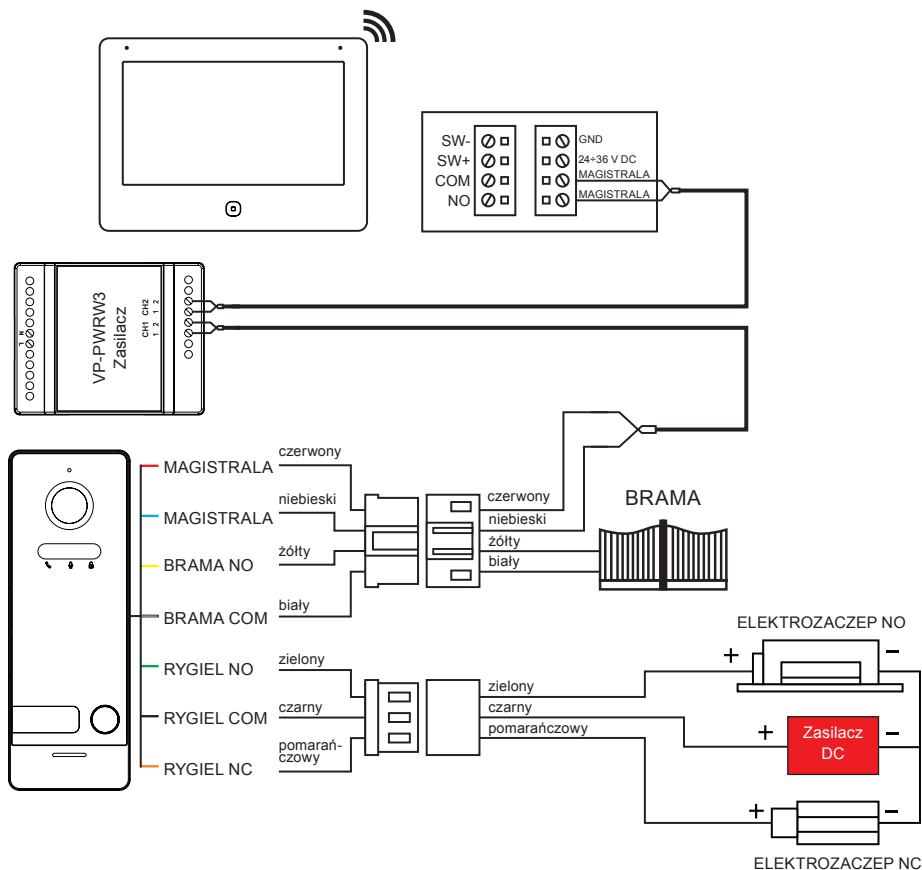 SW-
SW+
COM
NO
GND
24÷36 V DC
MAGISTRALA
MAGISTRALA
VP-PWRW3
Zasilacz
N
L
CH1 CH2
1 2 1 2
MAGISTRALA czerwony
MAGISTRALA niebieski
BRAMA NO żółty
BRAMA COM biały
RYGIEL NO zielony
RYGIEL COM czarny
RYGIEL NC pomarań-
czowy
czerwony
niebieski
żółty
biały
BRAMA
zielony
czarny
pomarańczowy
ELEKTROZACZEP NO
+ -
+ Zasilacz -
DC
+ -
ELEKTROZACZEP NC